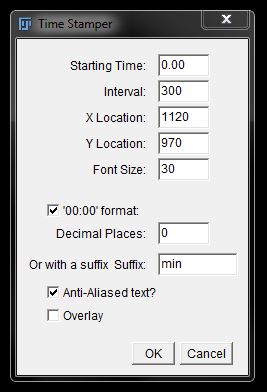 Time Stamper
Starting Time: 0.00
Interval: 300
X Location: 1120
Y Location: 970
Font Size: 30
'00:00' format:
Decimal Places: 0
Or with a suffix Suffix: min
Anti-Aliased text?
Overlay
OK Cancel